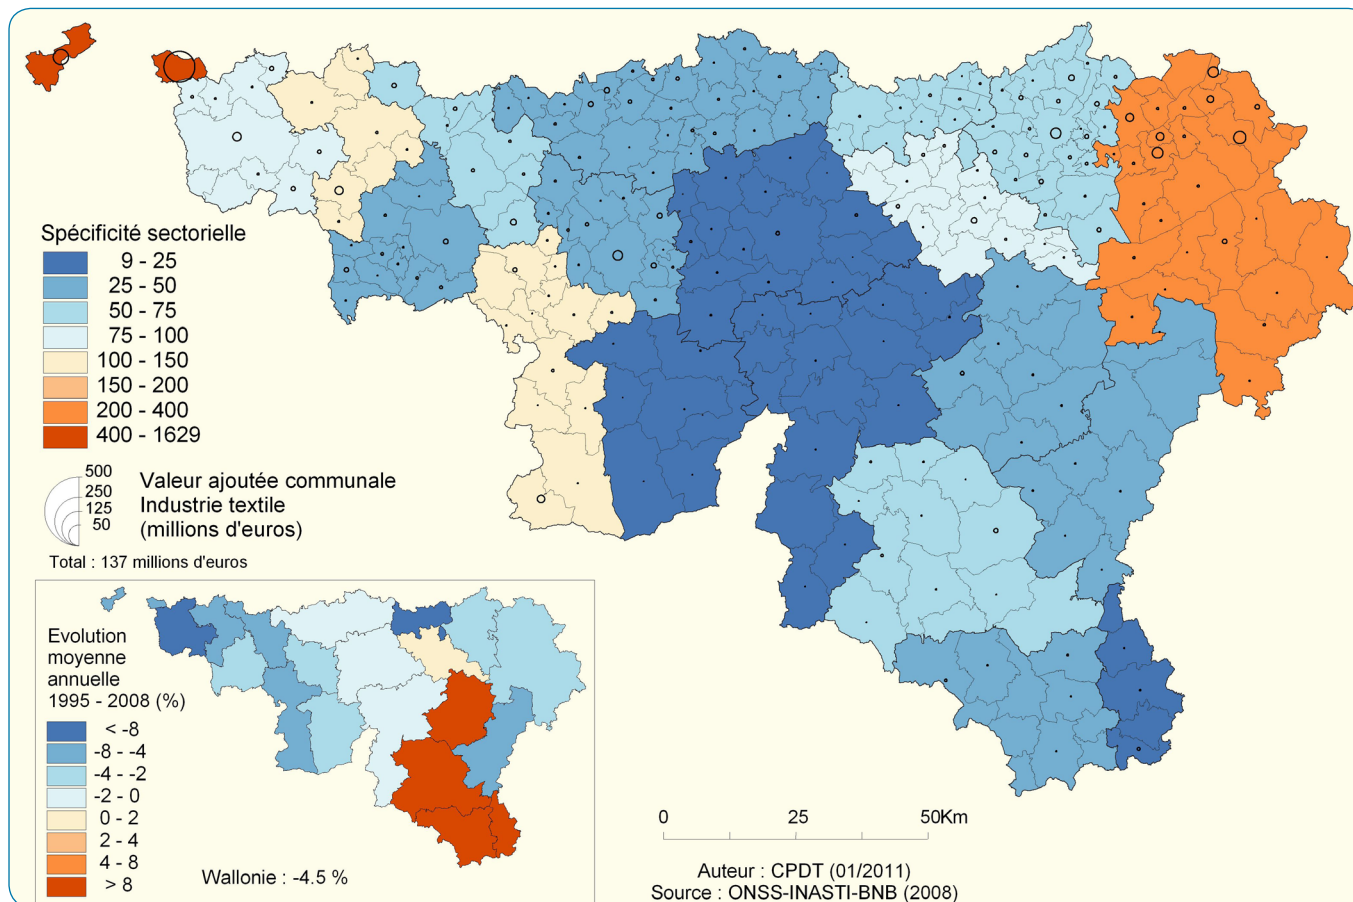 Spécificité sectorielle
9 - 25
25 - 50
50 - 75
75 - 100
100 - 150
150 - 200
200 - 400
400 - 1629
500
250
125
50
Valeur ajoutée communale
Industrie textile
(millions d'euros)
Total : 137 millions d'euros
Evolution
moyenne
annuelle
1995 - 2008 (%)
< -8
-8 - -4
-4 - -2
-2 - 0
0 - 2
2 - 4
4 - 8
> 8
Wallonie : -4.5 %
0 25 50Km
Auteur : CPDT (01/2011)
Source : ONSS-INASTI-BNB (2008)